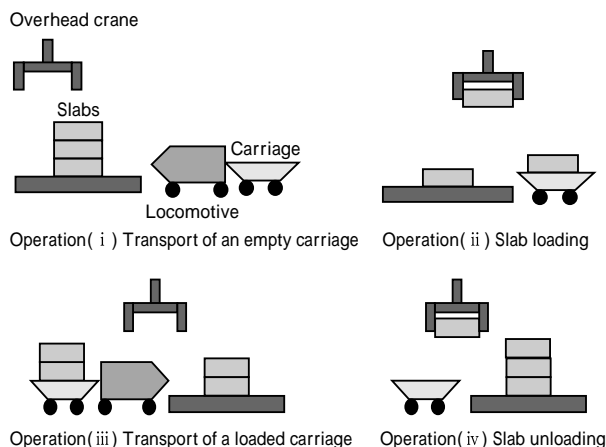 Overhead crane
Slabs
Carriage
Locomotive
Operation(ⅰ) Transport of an empty carriage
Operation(ⅱ) Slab loading
Operation(ⅲ) Transport of a loaded carriage
Operation(ⅳ) Slab unloading